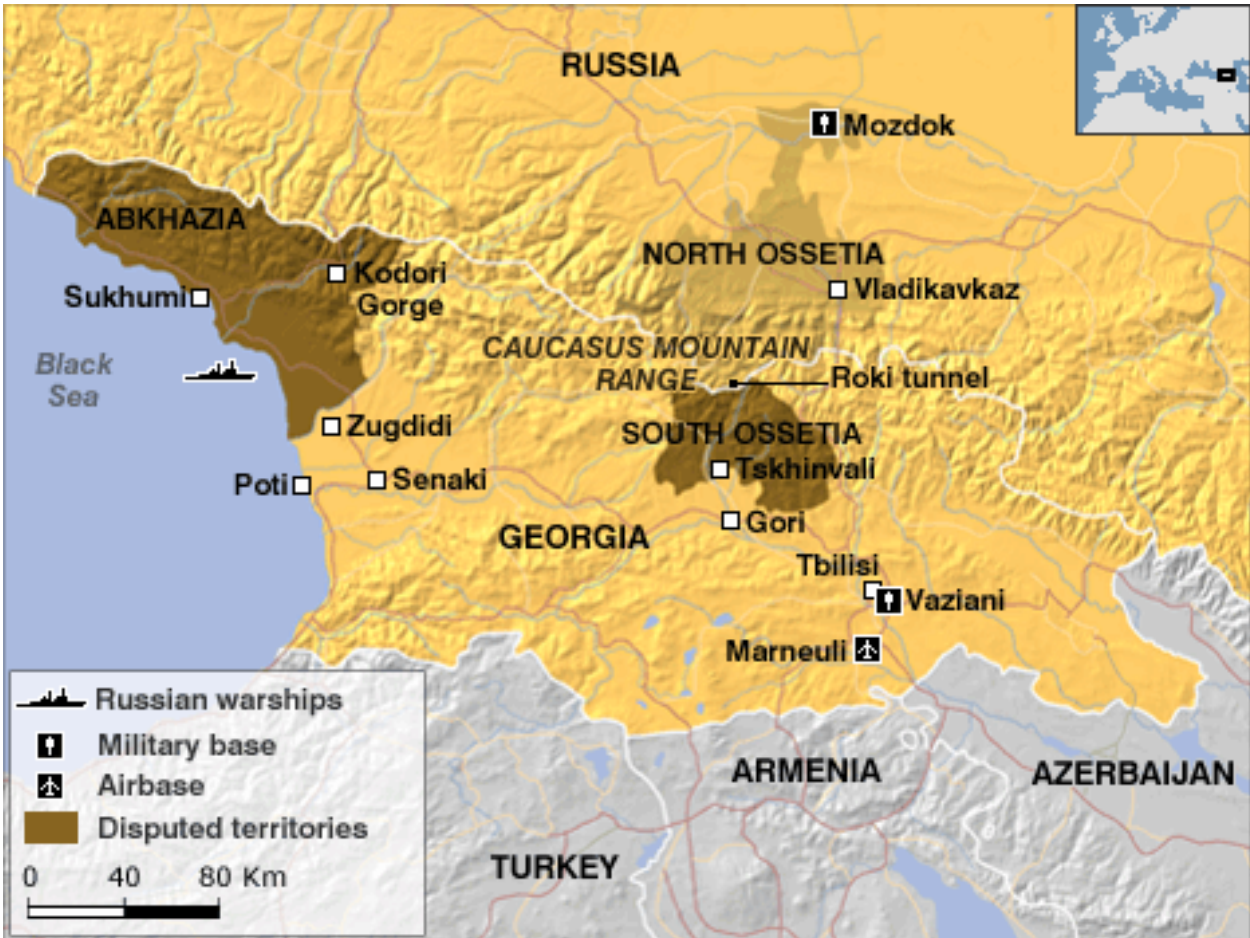 RUSSIA
Mozdok
ABKHAZIA
NORTH OSSETIA
Kodori
Gorge
Sukhumi
Vladikavkaz
Black
Sea
CAUCASUS MOUNTAIN
RANGE
Roki tunnel
Zugdidi
SOUTH OSSETIA
Tskhinvali
Poti
Senaki
Gori
GEORGIA
Tbilisi
Vaziani
Marneuli
Russian warships
Military base
Airbase
Disputed territories
0 40 80 Km
ARMENIA
AZERBAIJAN
TURKEY